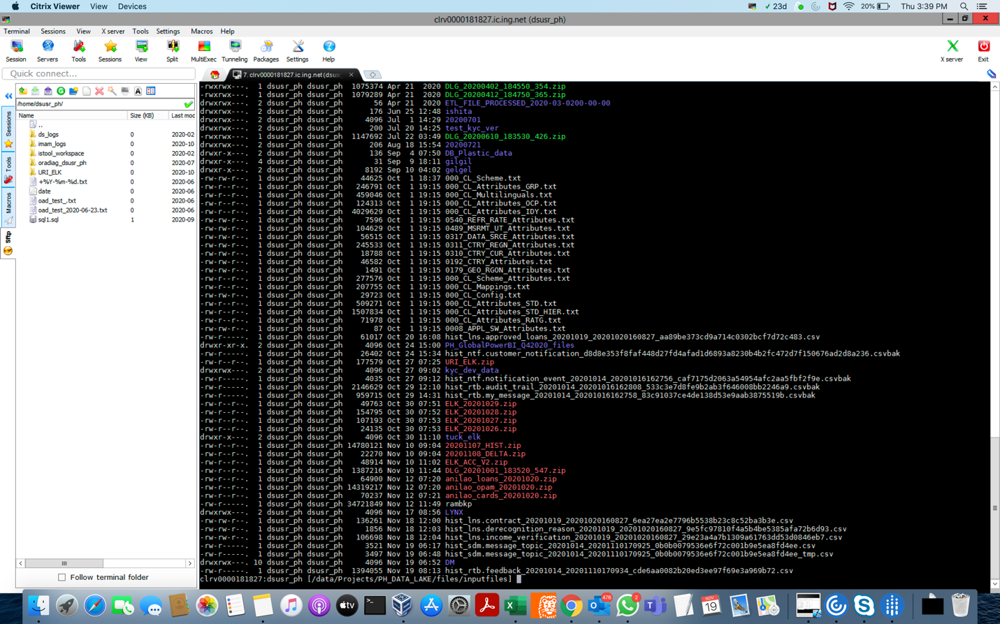 Citrix Viewer View Devices 23d 20% Thu 3:39 PM
clrv0000181827.ic.ing.net (dsusr_ph)
Terminal Sessions View X server Tools Settings Macros Help
Session Servers Tools Sessions View Split MultiExec Tunneling Packages Settings Help X server Exit
Quick connect...
7. clrv0000181827.ic.ing.net (dsus
/home/dsusr_ph/
Name Size (KB) Last mod
..
ds_logs 0 2020-02
imam_logs 0 2020-10
istool_workspace 0 2020-02
oradiag_dsusr_ph 0 2020-07
URI_ELK 0 2020-10
+%Y-%m-%d.txt 0 2020-06
date 0 2020-06
oad_test_.txt 0 2020-06
oad_test_2020-06-23.txt 0 2020-06
sql1.sql 1 2020-09
Sessions
Tools
Macros
Sftp
Follow terminal folder
-rwxrwx---. 1 dsusr_ph dsusr_ph 1075374 Apr 21 2020 DLG_20200402_184550_354.zip
-rwxrwx---. 1 dsusr_ph dsusr_ph 1079289 Apr 21 2020 DLG_20200412_184750_365.zip
drwxrwx---. 2 dsusr_ph dsusr_ph 56 Apr 21 2020 ETL_FILE_PROCESSED_2020-03-0200-00-00
drwxrwx---. 2 dsusr_ph dsusr_ph 176 Jun 25 12:48 ishita
drwxrwx---. 2 dsusr_ph dsusr_ph 4096 Jul 1 14:29 20200701
drwxrwx---. 2 dsusr_ph dsusr_ph 200 Jul 20 14:25 test_kyc_ver
-rwxrwx---. 1 dsusr_ph dsusr_ph 1147692 Jul 22 03:49 DLG_20200610_183530_426.zip
drwxrwx---. 2 dsusr_ph dsusr_ph 206 Aug 18 15:54 20200721
drwxr-x---. 2 dsusr_ph dsusr_ph 136 Sep 4 07:50 DB_Plastic_data
drwxr-x---. 4 dsusr_ph dsusr_ph 31 Sep 9 18:11 gilgil
drwxr-x---. 2 dsusr_ph dsusr_ph 8192 Sep 10 04:02 gelgel
-rw-rw-r--. 1 dsusr_ph dsusr_ph 44625 Oct 1 18:37 000_CL_Scheme.txt
-rw-r--r--. 1 dsusr_ph dsusr_ph 246791 Oct 1 19:15 000_CL_Attributes_GRP.txt
-rw-r--r--. 1 dsusr_ph dsusr_ph 459046 Oct 1 19:15 000_CL_Multilinguals.txt
-rw-r--r--. 1 dsusr_ph dsusr_ph 124313 Oct 1 19:15 000_CL_Attributes_OCP.txt
-rw-rw-r--. 1 dsusr_ph dsusr_ph 4029629 Oct 1 19:15 000_CL_Attributes_IDY.txt
-rw-rw-r--. 1 dsusr_ph dsusr_ph 7596 Oct 1 19:15 0540_REFR_RATE_Attributes.txt
-rw-rw-r--. 1 dsusr_ph dsusr_ph 104629 Oct 1 19:15 0489_MSRMT_UT_Attributes.txt
-rw-rw-r--. 1 dsusr_ph dsusr_ph 56515 Oct 1 19:15 0317_DATA_SRCE_Attributes.txt
-rw-rw-r--. 1 dsusr_ph dsusr_ph 245533 Oct 1 19:15 0311_CTRY_REGN_Attributes.txt
-rw-rw-r--. 1 dsusr_ph dsusr_ph 18788 Oct 1 19:15 0310_CTRY_CUR_Attributes.txt
-rw-rw-r--. 1 dsusr_ph dsusr_ph 46582 Oct 1 19:15 0192_CTRY_Attributes.txt
-rw-rw-r--. 1 dsusr_ph dsusr_ph 1491 Oct 1 19:15 0179_GEO_RGON_Attributes.txt
-rw-r--r--. 1 dsusr_ph dsusr_ph 277576 Oct 1 19:15 000_CL_Scheme_Attributes.txt
-rw-r--r--. 1 dsusr_ph dsusr_ph 207755 Oct 1 19:15 000_CL_Mappings.txt
-rw-rw-r--. 1 dsusr_ph dsusr_ph 29723 Oct 1 19:15 000_CL_Config.txt
-rw-r--r--. 1 dsusr_ph dsusr_ph 509271 Oct 1 19:15 000_CL_Attributes_STD.txt
-rw-r--r--. 1 dsusr_ph dsusr_ph 1507834 Oct 1 19:15 000_CL_Attributes_STD_HIER.txt
-rw-r--r--. 1 dsusr_ph dsusr_ph 71978 Oct 1 19:15 000_CL_Attributes_RATG.txt
-rw-rw-r--. 1 dsusr_ph dsusr_ph 87 Oct 1 19:15 0008_APPL_SW_Attributes.txt
-rw-r-----. 1 dsusr_ph dsusr_ph 61017 Oct 20 16:08 hist_lns.approved_loans_20201019_20201020160827_aa89be373cd9a714c0302bcf7d72c483.csv
drwxr-xr-x. 2 dsusr_ph dsusr_ph 4096 Oct 24 15:00 PH_GlobalPowerBI_Q42020_files
-rw-r-----. 1 dsusr_ph dsusr_ph 26402 Oct 24 15:34 hist_ntf.customer_notification_d8d8e353f8faf448d27fd4afad1d6893a8230b4b2fc472d7f150676ad2d8a236.csvbak
-rw-r--r--. 1 dsusr_ph dsusr_ph 177579 Oct 27 07:25 URI_ELK.zip
drwxrwx---. 2 dsusr_ph dsusr_ph 4096 Oct 27 09:02 kyc_dev_data
-rw-r-----. 1 dsusr_ph dsusr_ph 4035 Oct 27 09:12 hist_ntf.notification_event_20201014_20201016162756_caf7175d2063a54954afc2aa5fbf2f9e.csvbak
-rw-r-----. 1 dsusr_ph dsusr_ph 2146629 Oct 29 12:10 hist_rtb.audit_trail_20201014_20201016162808_533c3e7d8fe9b2ab3f646008bb2246a9.csvbak
-rw-r-----. 1 dsusr_ph dsusr_ph 959715 Oct 29 14:31 hist_rtb.my_message_20201014_20201016162758_83c91037ce4de138d53e9aab3875519b.csvbak
-rw-r--r--. 1 dsusr_ph dsusr_ph 49763 Oct 30 07:51 ELK_20201029.zip
-rw-r--r--. 1 dsusr_ph dsusr_ph 154795 Oct 30 07:52 ELK_20201028.zip
-rw-r--r--. 1 dsusr_ph dsusr_ph 107193 Oct 30 07:53 ELK_20201027.zip
-rw-r--r--. 1 dsusr_ph dsusr_ph 24135 Oct 30 07:53 ELK_20201026.zip
drwxr-x---. 2 dsusr_ph dsusr_ph 4096 Oct 30 11:10 tuck_elk
-rw-r--r--. 1 dsusr_ph dsusr_ph 14780121 Nov 10 09:04 20201107_HIST.zip
-rw-r--r--. 1 dsusr_ph dsusr_ph 22270 Nov 10 09:04 20201108_DELTA.zip
-rw-r--r--. 1 dsusr_ph dsusr_ph 48914 Nov 10 11:02 ELK_ACC_V2.zip
-rw-r--r--. 1 dsusr_ph dsusr_ph 1387216 Nov 10 11:44 DLG_20201001_183520_547.zip
-rw-r--r--. 1 dsusr_ph dsusr_ph 64900 Nov 12 07:20 anilao_loans_20201020.zip
-rw-r--r--. 1 dsusr_ph dsusr_ph 14319217 Nov 12 07:20 anilao_opam_20201020.zip
-rw-r--r--. 1 dsusr_ph dsusr_ph 70237 Nov 12 07:21 anilao_cards_20201020.zip
-rw-r-----. 1 dsusr_ph dsusr_ph 34721849 Nov 12 11:49 rambkp
drwxrwx---. 2 dsusr_ph dsusr_ph 4096 Nov 17 08:56 LYNX
-rw-rw-r--. 1 dsusr_ph dsusr_ph 136261 Nov 18 12:00 hist_lns.contract_20201019_20201020160827_6ea27ea2e7796b5538b23c8c52ba3b3e.csv
-rw-rw-r--. 1 dsusr_ph dsusr_ph 1856 Nov 18 12:03 hist_lns.derecognition_reason_20201019_20201020160827_9e5fc97810f4a5b4be5385afa72b6d93.csv
-rw-rw-r--. 1 dsusr_ph dsusr_ph 106698 Nov 18 12:04 hist_lns.income_verification_20201019_20201020160827_29e23a4a7b1309a61763dd53d0846eb7.csv
-rw-r-----. 1 dsusr_ph dsusr_ph 3521 Nov 19 06:17 hist_sdm.message_topic_20201014_20201110170925_0b0b0079536e6f72c001b9e5ea8fd4ee.csv
-rw-r-----. 1 dsusr_ph dsusr_ph 3497 Nov 19 06:48 hist_sdm.message_topic_20201014_20201110170925_0b0b0079536e6f72c001b9e5ea8fd4ee_tmp.csv
drwxrwx---. 10 dsusr_ph dsusr_ph 4096 Nov 19 06:52 DM
-rw-rw-r--. 1 dsusr_ph dsusr_ph 1394055 Nov 19 08:13 hist_rtb.feedback_20201014_20201110170934_cde6aa0082b20ed3ee97f69e3a969b72.csv
clrv0000181827:dsusr_ph [/data/Projects/PH_DATA_LAKE/files/inputfiles]
tv NOV 19 476 2